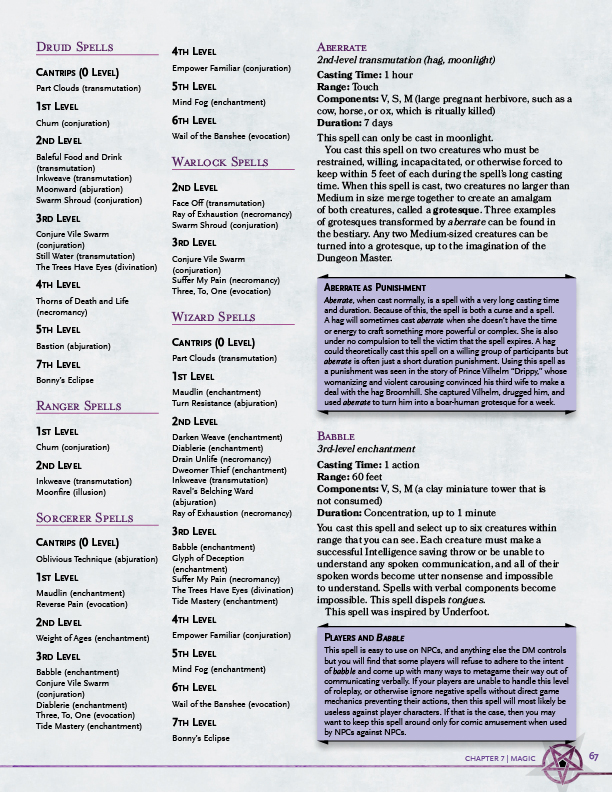 Druid Spells
Cantrips (0 Level)
Part Clouds (transmutation)
1st Level
Chum (conjuration)
2nd Level
Baleful Food and Drink
(transmutation)
Inkweave (transmutation)
Moonward (abjuration)
Swarm Shroud (conjuration)
3rd Level
Conjure Vile Swarm
(conjuration)
Still Water (transmutation)
The Trees Have Eyes (divination)
4th Level
Thorns of Death and Life
(necromancy)
5th Level
Bastion (abjuration)
7th Level
Bonny's Eclipse
Ranger Spells
1st Level
Chum (conjuration)
2nd Level
Inkweave (transmutation)
Moonfire (illusion)
Sorcerer Spells
Cantrips (0 Level)
Oblivious Technique (abjuration)
1st Level
Maudlin (enchantment)
Reverse Pain (evocation)
2nd Level
Weight of Ages (enchantment)
3rd Level
Babble (enchantment)
Conjure Vile Swarm
(conjuration)
Diablerie (enchantment)
Three, To, One (evocation)
Tide Mastery (enchantment)
4th Level
Empower Familiar (conjuration)
5th Level
Mind Fog (enchantment)
6th Level
Wail of the Banshee (evocation)
Warlock Spells
2nd Level
Face Off (transmutation)
Ray of Exhaustion (necromancy)
Swarm Shroud (conjuration)
3rd Level
Conjure Vile Swarm
(conjuration)
Suffer My Pain (necromancy)
Three, To, One (evocation)
Wizard Spells
Cantrips (0 Level)
Part Clouds (transmutation)
1st Level
Maudlin (enchantment)
Turn Resistance (abjuration)
2nd Level
Darken Weave (enchantment)
Diablerie (enchantment)
Drain Unlife (necromancy)
Dweomer Thief (enchantment)
Inkweave (transmutation)
Ravel's Belching Ward
(abjuration)
Ray of Exhaustion (necromancy)
3rd Level
Babble (enchantment)
Glyph of Deception
(enchantment)
Suffer My Pain (necromancy)
The Trees Have Eyes (divination)
Tide Mastery (enchantment)
4th Level
Empower Familiar (conjuration)
5th Level
Mind Fog (enchantment)
6th Level
Wail of the Banshee (evocation)
7th Level
Bonny's Eclipse
Aberrate
2nd-level transmutation (hag, moonlight)
Casting Time: 1 hour
Range: Touch
Components: V, S, M (large pregnant herbivore, such as a
cow, horse, or ox, which is ritually killed)
Duration: 7 days
This spell can only be cast in moonlight.
You cast this spell on two creatures who must be
restrained, willing, incapacitated, or otherwise forced to
keep within 5 feet of each during the spell's long casting
time. When this spell is cast, two creatures no larger than
Medium in size merge together to create an amalgam
of both creatures, called a grotesque. Three examples
of grotesques transformed by aberrate can be found in
the bestiary. Any two Medium-sized creatures can be
turned into a grotesque, up to the imagination of the
Dungeon Master.
Aberrate as Punishment
Aberrate, when cast normally, is a spell with a very long casting time
and duration. Because of this, the spell is both a curse and a spell.
A hag will sometimes cast aberrate when she doesn't have the time
or energy to craft something more powerful or complex. She is also
under no compulsion to tell the victim that the spell expires. A hag
could theoretically cast this spell on a willing group of participants but
aberrate is often just a short duration punishment. Using this spell as
a punishment was seen in the story of Prince Vilhelm "Drippy," whose
womanizing and violent carousing convinced his third wife to make a
deal with the hag Broomhill. She captured Vilhelm, drugged him, and
used aberrate to turn him into a boar-human grotesque for a week.
Babble
3rd-level enchantment
Casting Time: 1 action
Range: 60 feet
Components: V, S, M (a clay miniature tower that is
not consumed)
Duration: Concentration, up to 1 minute
You cast this spell and select up to six creatures within
range that you can see. Each creature must make a
successful Intelligence saving throw or be unable to
understand any spoken communication, and all of their
spoken words become utter nonsense and impossible
to understand. Spells with verbal components become
impossible. This spell dispels tongues.
This spell was inspired by Underfoot.
Players and Babble
This spell is easy to use on NPCs, and anything else the DM controls
but you will find that some players will refuse to adhere to the intent
of babble and come up with many ways to metagame their way out of
communicating verbally. If your players are unable to handle this level
of roleplay, or otherwise ignore negative spells without direct game
mechanics preventing their actions, then this spell will most likely be
useless against player characters. If that is the case, then you may
want to keep this spell around only for comic amusement when used
by NPCs against NPCs.
CHAPTER 7 | MAGIC
67